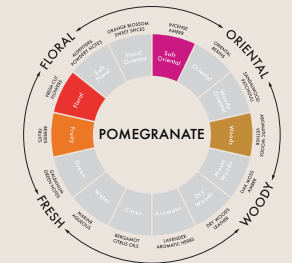 FLORAL
ORIENTAL
WOODY
FRESH
ORANGE BLOSSOM
SWEET SPICES
INCENSE
AMBER
ORIENTAL
RESINS
SANDALWOOD
PATCHOULI
AROMATIC WOODS
VETIVER
OAK MOSS
AMBER
DRY WOODS
LEATHER
LAVENDER
AROMATIC HERBS
BERGAMOT
CITRUS OILS
MARINE
AQUEOUS
GALBANUM
GREEN NOTES
BERRIES
FRUITS
FRESH CUT
FLOWERS
ALDEHYDES
POWDERY NOTES
Floral
Oriental
Soft
Oriental
Oriental
Woody
Oriental
Woods
Mossy
Woods
Dry
Woods
Aromatic
Citrus
Water
Green
Fruity
Floral
Soft
Floral
POMEGRANATE